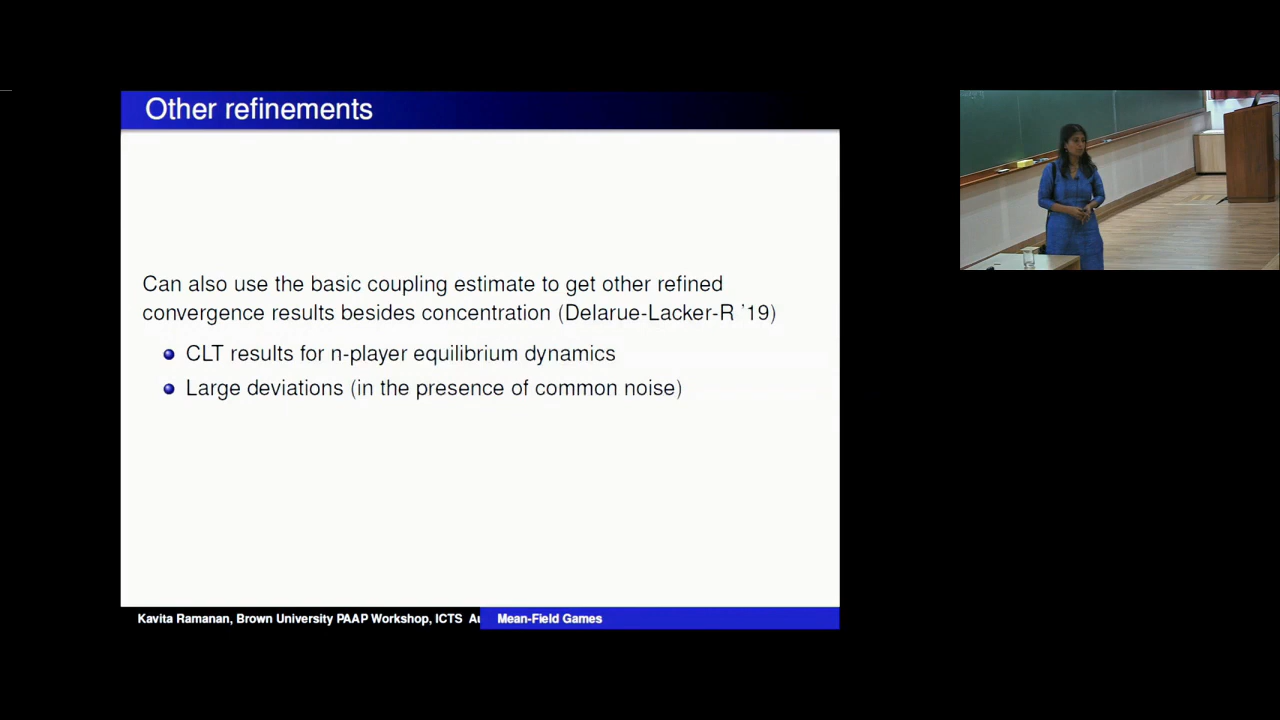 Other refinements
Can also use the basic coupling estimate to get other refined
convergence results besides concentration (Delarue-Lacker-R '19)
CLT results for n-player equilibrium dynamics
Large deviations (in the presence of common noise)
Kavita Ramanan, Brown University PAAP Workshop, ICTS Au
Mean-Field Games